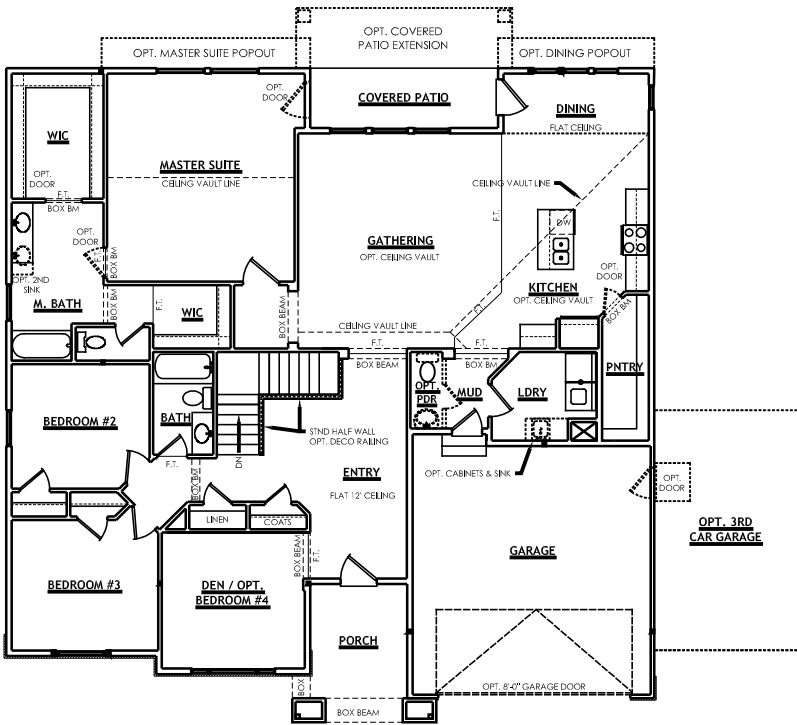 OPT. COVERED
PATIO EXTENSION
OPT. MASTER SUITE POPOUT
OPT. DINING POPOUT
OPT.
DOOR
COVERED PATIO
DINING
FLAT CEILING
WIC
MASTER SUITE
CEILING VAULT LINE
OPT.
DOOR
F.T.
BOX BM
CEILING VAULT LINE
F.T.
DW
OPT.
DOOR
F.T.
BOX BM
GATHERING
OPT. CEILING VAULT
OPT.
DOOR
OPT. 2ND
SINK
M. BATH
BOX BM
F.T.
WIC
BOX BEAM
KITCHEN
OPT. CEILING VAULT
BOX BM
CEILING VAULT LINE
F.T.
F.T.
BOX BEAM
F.T.
BOX BM
OPT.
PDR
MUD
LDRY
PNTRY
BEDROOM #2
BATH
STND HALF WALL
OPT. DECO RAILING
DN
F.T.
BOX BM
ENTRY
FLAT 12' CEILING
OPT. CABINETS & SINK
OPT.
DOOR
LINEN
COATS
OPT. 3RD
CAR GARAGE
GARAGE
BOX BEAM
F.T.
BEDROOM #3
DEN / OPT.
BEDROOM #4
PORCH
OPT. 8'-0" GARAGE DOOR
BOX
BOX BEAM